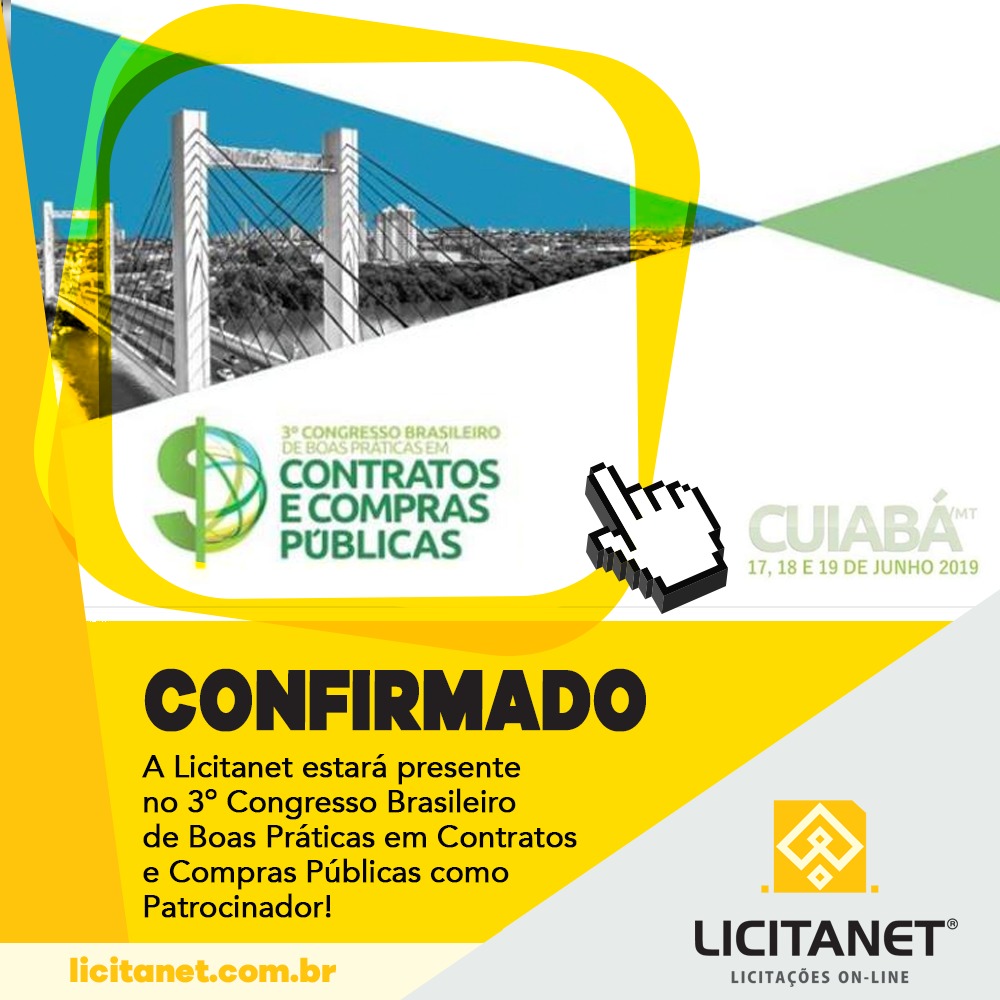 3º CONGRESSO BRASILEIRO
DE BOAS PRÁTICAS EM
CONTRATOS
E COMPRAS
PÚBLICAS
CUIABÁ/MT
17, 18 E 19 DE JUNHO 2019
CONFIRMADO
A Licitanet estará presente
no 3º Congresso Brasileiro
de Boas Práticas em Contratos
e Compras Públicas como
Patrocinador!
LICITANET®
LICITAÇÕES ON-LINE
licitanet.com.br